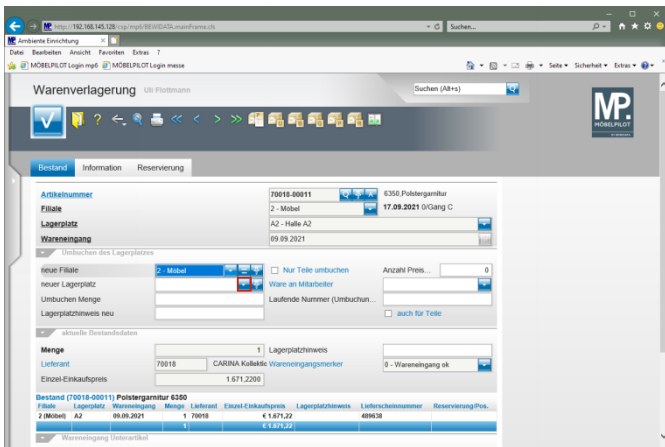 http://192.168.145.128/csp/mp6/BEWIDATA.mainFrame.cls
Suchen...
Ambiente Einrichtung
Datei Bearbeiten Ansicht Favoriten Extras ?
MÖBELPILOT Login mp6 MÖBELPILOT Login messe
Seite Sicherheit Extras
Warenverlagerung Uli Flottmann
Suchen (Alt+s)
MP.
MÖBELPILOT
Bestand Information Reservierung
Artikelnummer 70018-00011 6350,Polstergarnitur
Filiale 2 - Möbel 17.09.2021 0/Gang C
Lagerplatz A2 - Halle A2
Wareneingang 09.09.2021
Umbuchen des Lagerplatzes
neue Filiale 2 - Möbel Nur Teile umbuchen Anzahl Preis... 0
neuer Lagerplatz Ware an Mitarbeiter
Umbuchen Menge Laufende Nummer (Umbuchun...
Lagerplatzhinweis neu auch für Teile
aktuelle Bestandsdaten
Menge 1 Lagerplatzhinweis
Lieferant 70018 CARINA Kollektic Wareneingangsmerker 0 - Wareneingang ok
Einzel-Einkaufspreis 1.671,2200
Bestand (70018-00011) Polstergarnitur 6350
Filiale Lagerplatz Wareneingang Menge Lieferant Einzel-Einkaufspreis Lagerplatzhinweis Lieferscheinnummer Reservierung/Pos.
2 (Möbel) A2 09.09.2021 1 70018 € 1.671,22 489638
1 € 1.671,22
Wareneingang Unterartikel